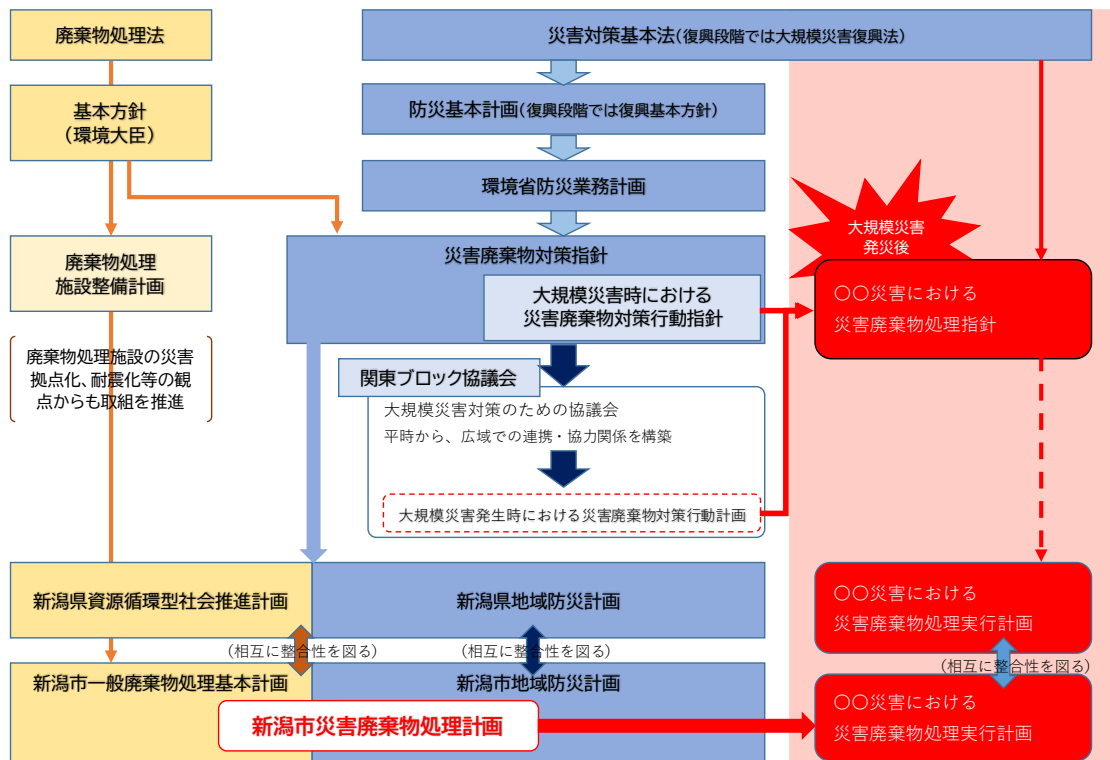 廃棄物処理法
災害対策基本法(復興段階では大規模災害復興法)
基本方針
(環境大臣)
防災基本計画(復興段階では復興基本方針)
環境省防災業務計画
大規模災害
発災後
廃棄物処理
施設整備計画
災害廃棄物対策指針
大規模災害時における
災害廃棄物対策行動指針
〇〇災害における
災害廃棄物処理指針
廃棄物処理施設の災害
拠点化、耐震化等の観
点からも取組を推進
関東ブロック協議会
大規模災害対策のための協議会
平時から、広域での連携・協力関係を構築
大規模災害発生時における災害廃棄物対策行動計画
新潟県資源循環型社会推進計画
新潟県地域防災計画
〇〇災害における
災害廃棄物処理実行計画
(相互に整合性を図る)
(相互に整合性を図る)
(相互に整合性を図る)
新潟市一般廃棄物処理基本計画
新潟市地域防災計画
新潟市災害廃棄物処理計画
〇〇災害における
災害廃棄物処理実行計画